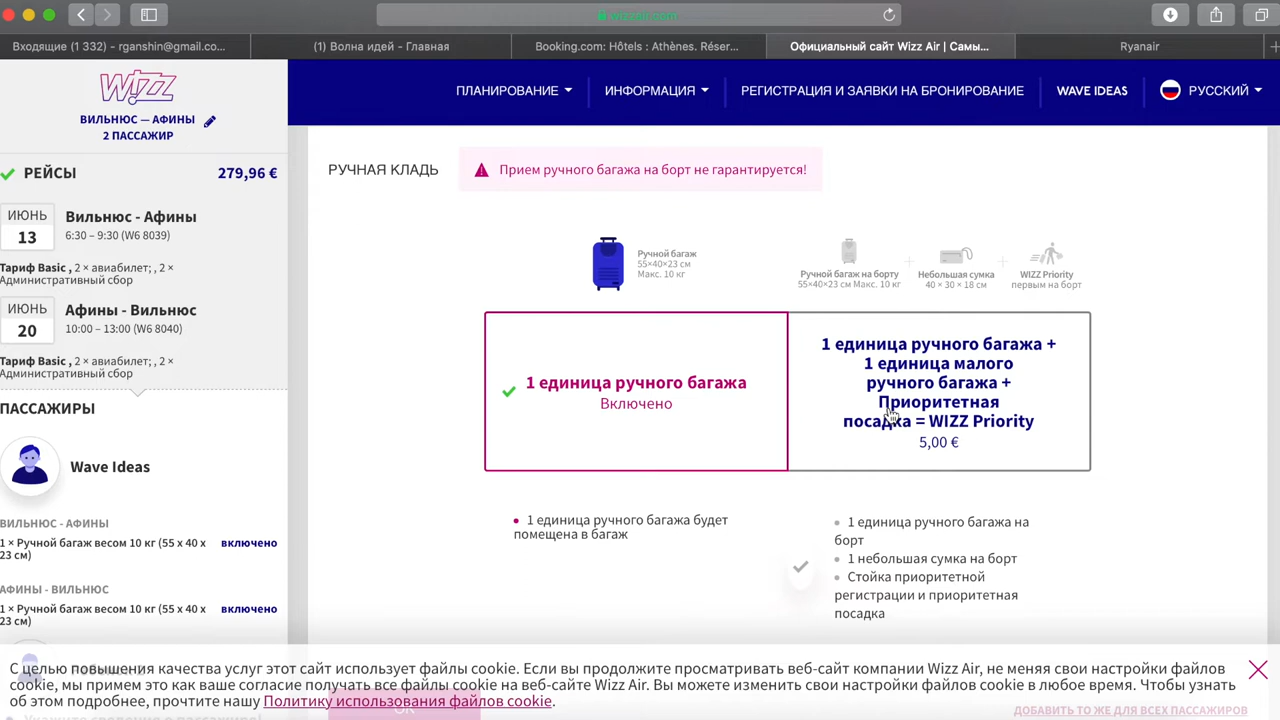 wizzair.com
Входящие (1 332) - rganshin@gmail.co...
(1) Волна идей - Главная
Booking.com: Hôtels : Athènes. Réser...
Официальный сайт Wizz Air | Самы...
Ryanair
WIZZ
ВИЛЬНЮС — АФИНЫ
2 ПАССАЖИР
ПЛАНИРОВАНИЕ
ИНФОРМАЦИЯ
РЕГИСТРАЦИЯ И ЗАЯВКИ НА БРОНИРОВАНИЕ
WAVE IDEAS
РУССКИЙ
РЕЙСЫ
279,96 €
ИЮНЬ
13
Вильнюс - Афины
6:30 – 9:30 (W6 8039)
Тариф Basic , 2 × авиабилет; , 2 ×
Административный сбор
ИЮНЬ
20
Афины - Вильнюс
10:00 – 13:00 (W6 8040)
Тариф Basic , 2 × авиабилет; , 2 ×
Административный сбор
ПАССАЖИРЫ
Wave Ideas
ВИЛЬНЮС - АФИНЫ
1 × Ручной багаж весом 10 кг (55 x 40 x
23 см)
включено
АФИНЫ - ВИЛЬНЮС
1 × Ручной багаж весом 10 кг (55 x 40 x
23 см)
включено
РУЧНАЯ КЛАДЬ
Прием ручного багажа на борт не гарантируется!
Ручной багаж
55×40×23 см
Макс. 10 кг
Ручной багаж на борту
55×40×23 см Макс. 10 кг
+
Небольшая сумка
40 × 30 × 18 см
+
WIZZ Priority
первым на борт
1 единица ручного багажа
Включено
1 единица ручного багажа +
1 единица малого
ручного багажа +
Приоритетная
посадка = WIZZ Priority
5,00 €
1 единица ручного багажа будет
помещена в багаж
1 единица ручного багажа на
борт
1 небольшая сумка на борт
Стойка приоритетной
регистрации и приоритетная
посадка
С целью повышения качества услуг этот сайт использует файлы cookie. Если вы продолжите просматривать веб-сайт компании Wizz Air, не меняя свои настройки файлов
cookie, мы примем это как ваше согласие получать все файлы cookie на веб-сайте Wizz Air. Вы можете изменить свои настройки файлов cookie в любое время. Чтобы узнать
об этом подробнее, прочтите нашу Политику использования файлов cookie.
ДОБАВИТЬ ТО ЖЕ ДЛЯ ВСЕХ ПАССАЖИРОВ